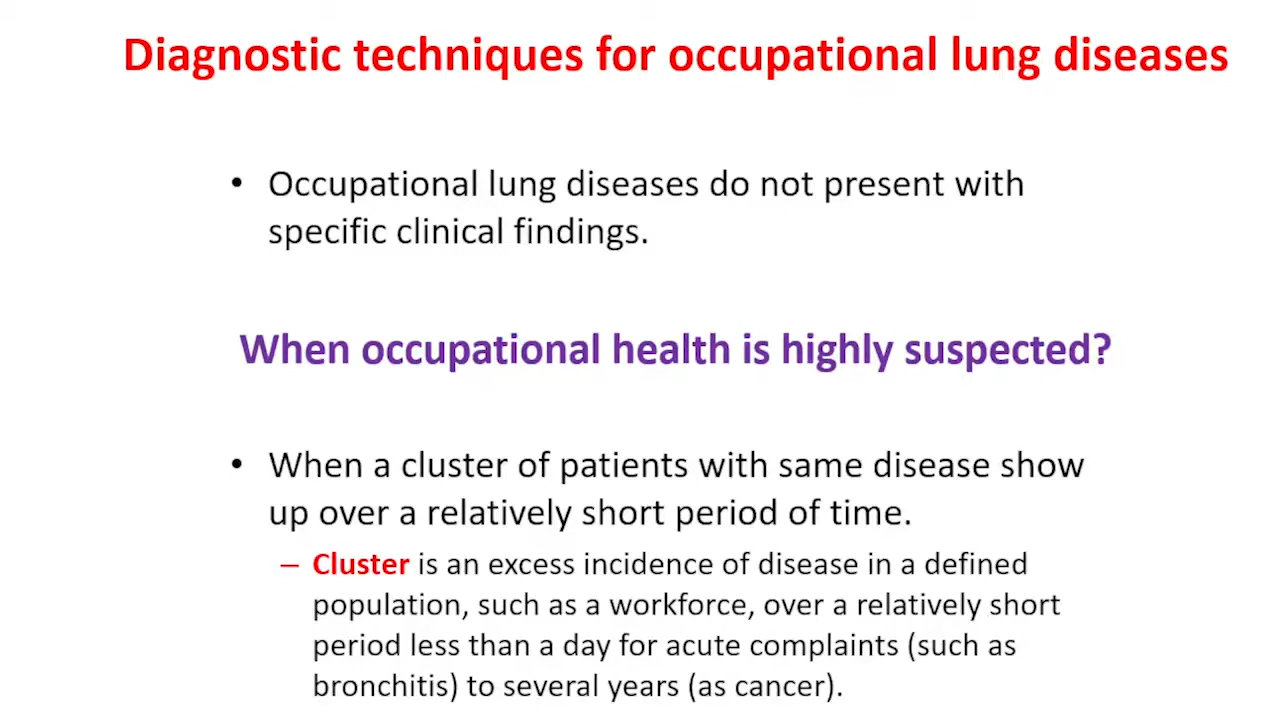 Diagnostic techniques for occupational lung diseases
• Occupational lung diseases do not present with
specific clinical findings.
When occupational health is highly suspected?
• When a cluster of patients with same disease show
up over a relatively short period of time.
– Cluster is an excess incidence of disease in a defined
population, such as a workforce, over a relatively short
period less than a day for acute complaints (such as
bronchitis) to several years (as cancer).